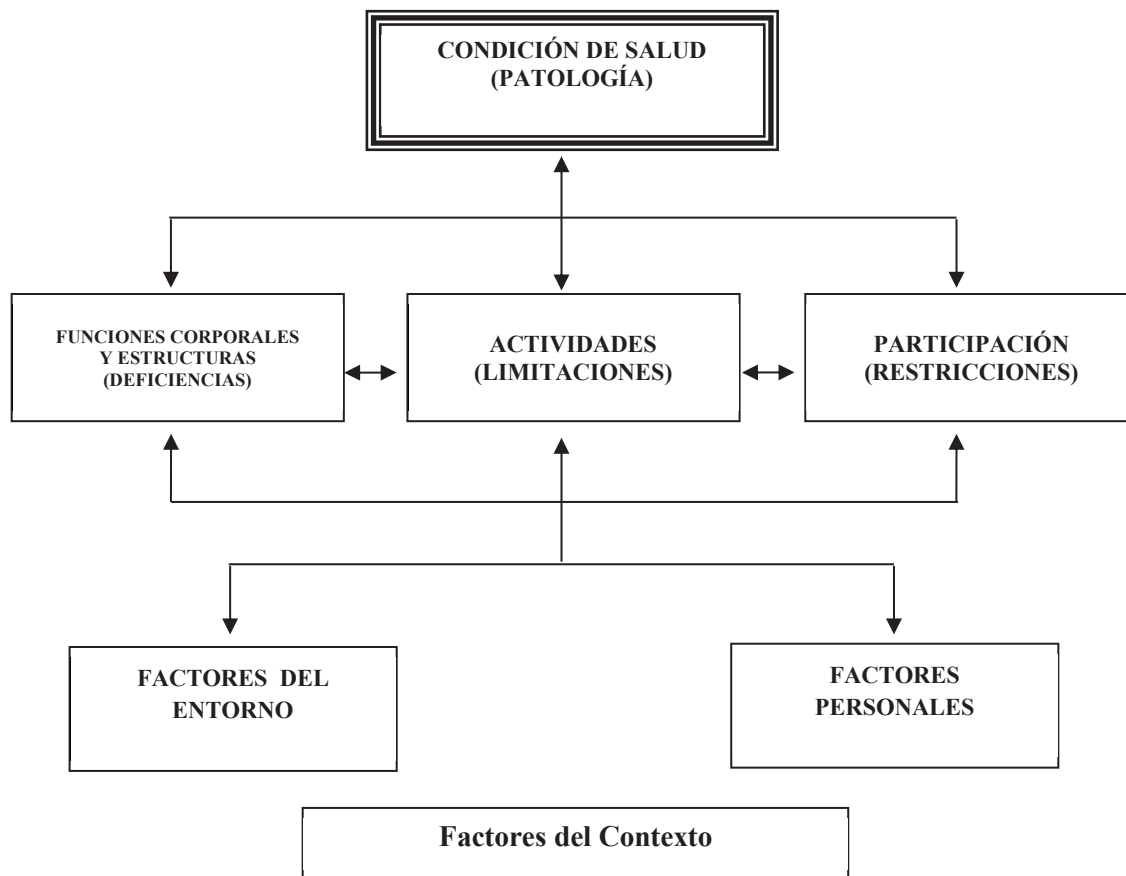 CONDICIÓN DE SALUD
(PATOLOGÍA)
FUNCIONES CORPORALES
Y ESTRUCTURAS
(DEFICIENCIAS)
ACTIVIDADES
(LIMITACIONES)
PARTICIPACIÓN
(RESTRICCIONES)
FACTORES DEL
ENTORNO
FACTORES
PERSONALES
Factores del Contexto